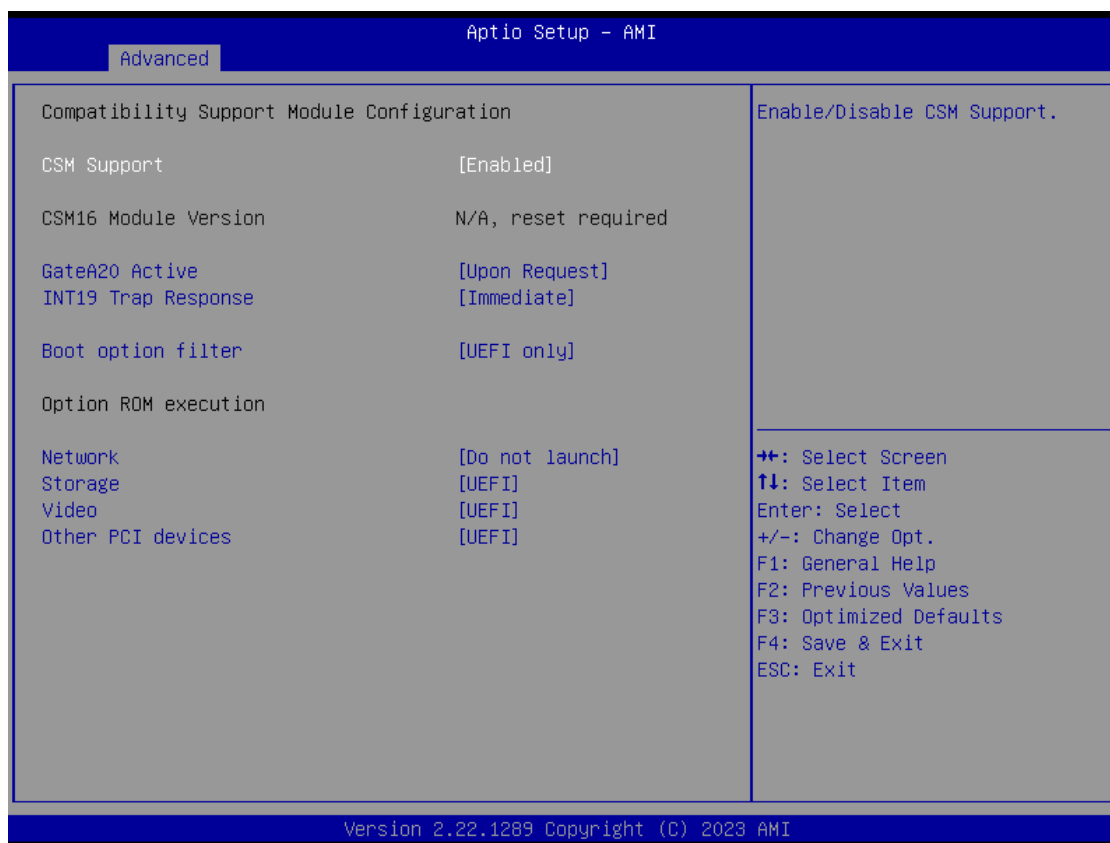 Aptio Setup - AMI
Advanced
Compatibility Support Module Configuration
CSM Support [Enabled]
CSM16 Module Version N/A, reset required
GateA20 Active [Upon Request]
INT19 Trap Response [Immediate]
Boot option filter [UEFI only]
Option ROM execution
Network [Do not launch]
Storage [UEFI]
Video [UEFI]
Other PCI devices [UEFI]
Enable/Disable CSM Support.
→←: Select Screen
↑↓: Select Item
Enter: Select
+/-: Change Opt.
F1: General Help
F2: Previous Values
F3: Optimized Defaults
F4: Save & Exit
ESC: Exit
Version 2.22.1289 Copyright (C) 2023 AMI